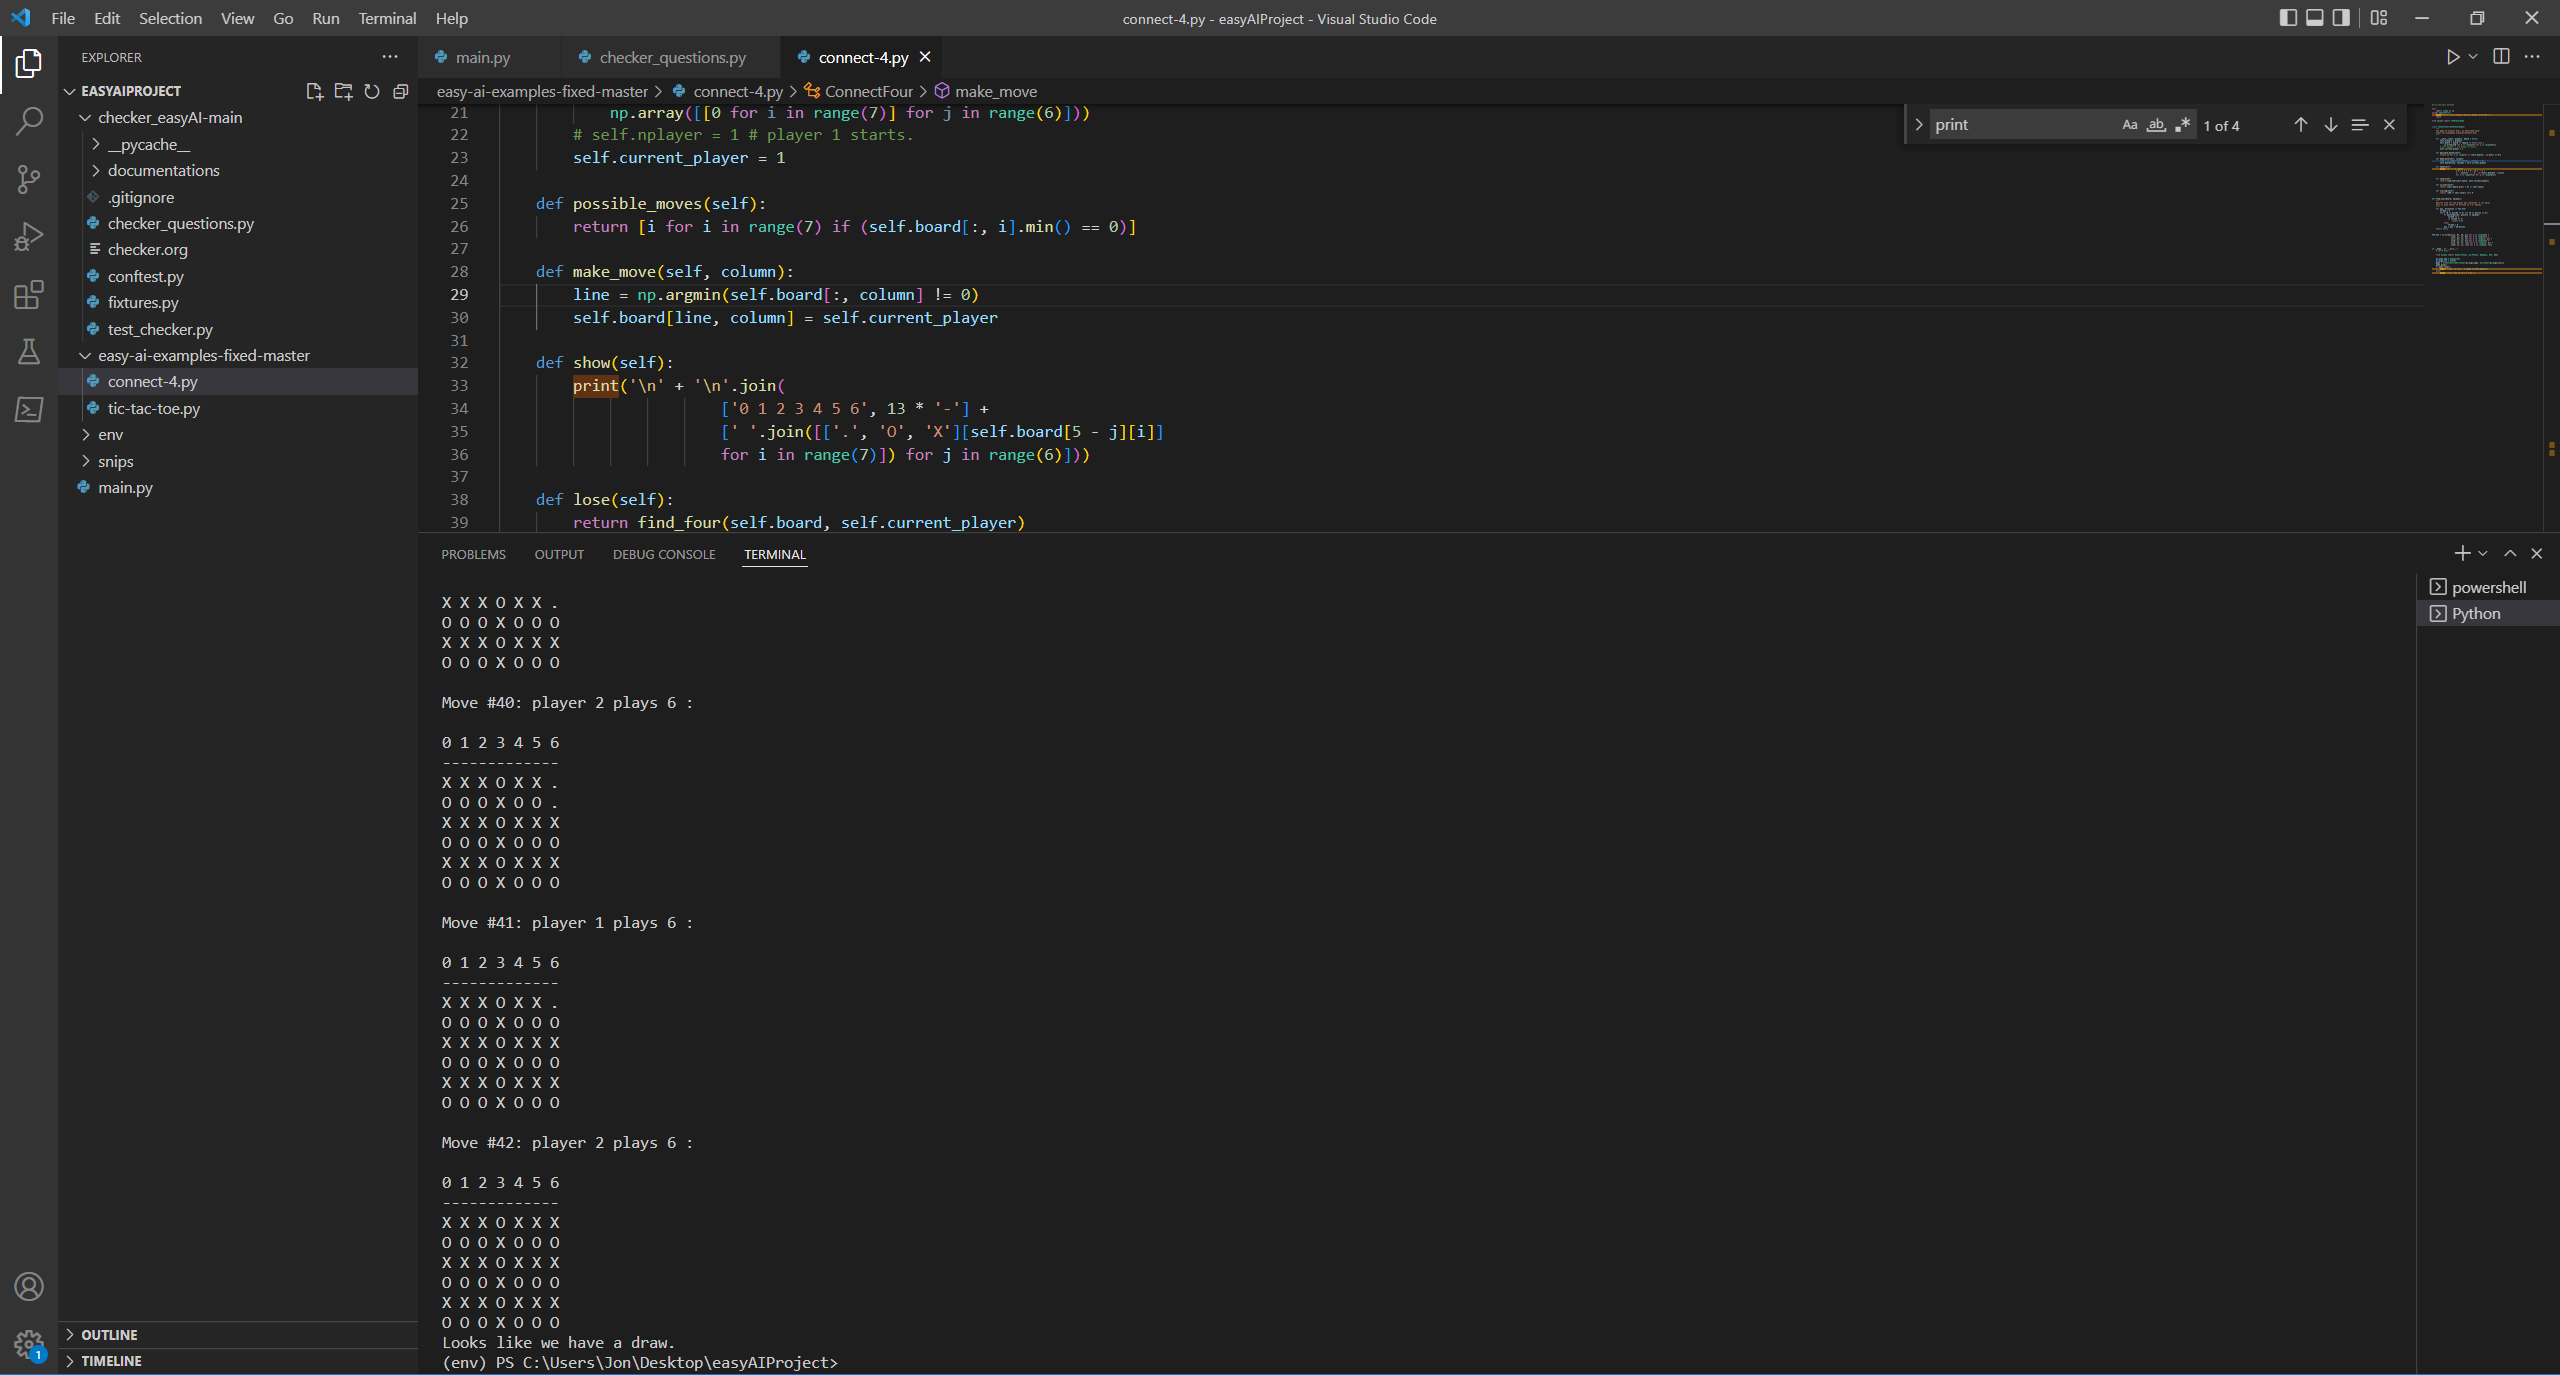 File Edit Selection View Go Run Terminal Help
connect-4.py - easyAIProject - Visual Studio Code
EXPLORER
EASYAIPROJECT
checker_easyAI-main
__pycache__
documentations
.gitignore
checker_questions.py
checker.org
conftest.py
fixtures.py
test_checker.py
easy-ai-examples-fixed-master
connect-4.py
tic-tac-toe.py
env
snips
main.py
OUTLINE
TIMELINE
1
main.py checker_questions.py connect-4.py
easy-ai-examples-fixed-master > connect-4.py > ConnectFour > make_move
print Aa ab 1 of 4
21 np.array([[0 for i in range(7)] for j in range(6)]))
22 # self.nplayer = 1 # player 1 starts.
23 self.current_player = 1
24
25 def possible_moves(self):
26 return [i for i in range(7) if (self.board[:, i].min() == 0)]
27
28 def make_move(self, column):
29 line = np.argmin(self.board[:, column] != 0)
30 self.board[line, column] = self.current_player
31
32 def show(self):
33 print('\n' + '\n'.join(
34 ['0 1 2 3 4 5 6', 13 * '-'] +
35 [' '.join([['.', 'O', 'X'][self.board[5 - j][i]]
36 for i in range(7)]) for j in range(6)]))
37
38 def lose(self):
39 return find_four(self.board, self.current_player)
PROBLEMS OUTPUT DEBUG CONSOLE TERMINAL
powershell
Python
X X X O X X .
O O O X O O O
X X X O X X X
O O O X O O O
Move #40: player 2 plays 6 :
0 1 2 3 4 5 6
-------------
X X X O X X .
O O O X O O .
X X X O X X X
O O O X O O O
X X X O X X X
O O O X O O O
Move #41: player 1 plays 6 :
0 1 2 3 4 5 6
-------------
X X X O X X .
O O O X O O O
X X X O X X X
O O O X O O O
X X X O X X X
O O O X O O O
Move #42: player 2 plays 6 :
0 1 2 3 4 5 6
-------------
X X X O X X X
O O O X O O O
X X X O X X X
O O O X O O O
X X X O X X X
O O O X O O O
Looks like we have a draw.
(env) PS C:\Users\Jon\Desktop\easyAIProject>